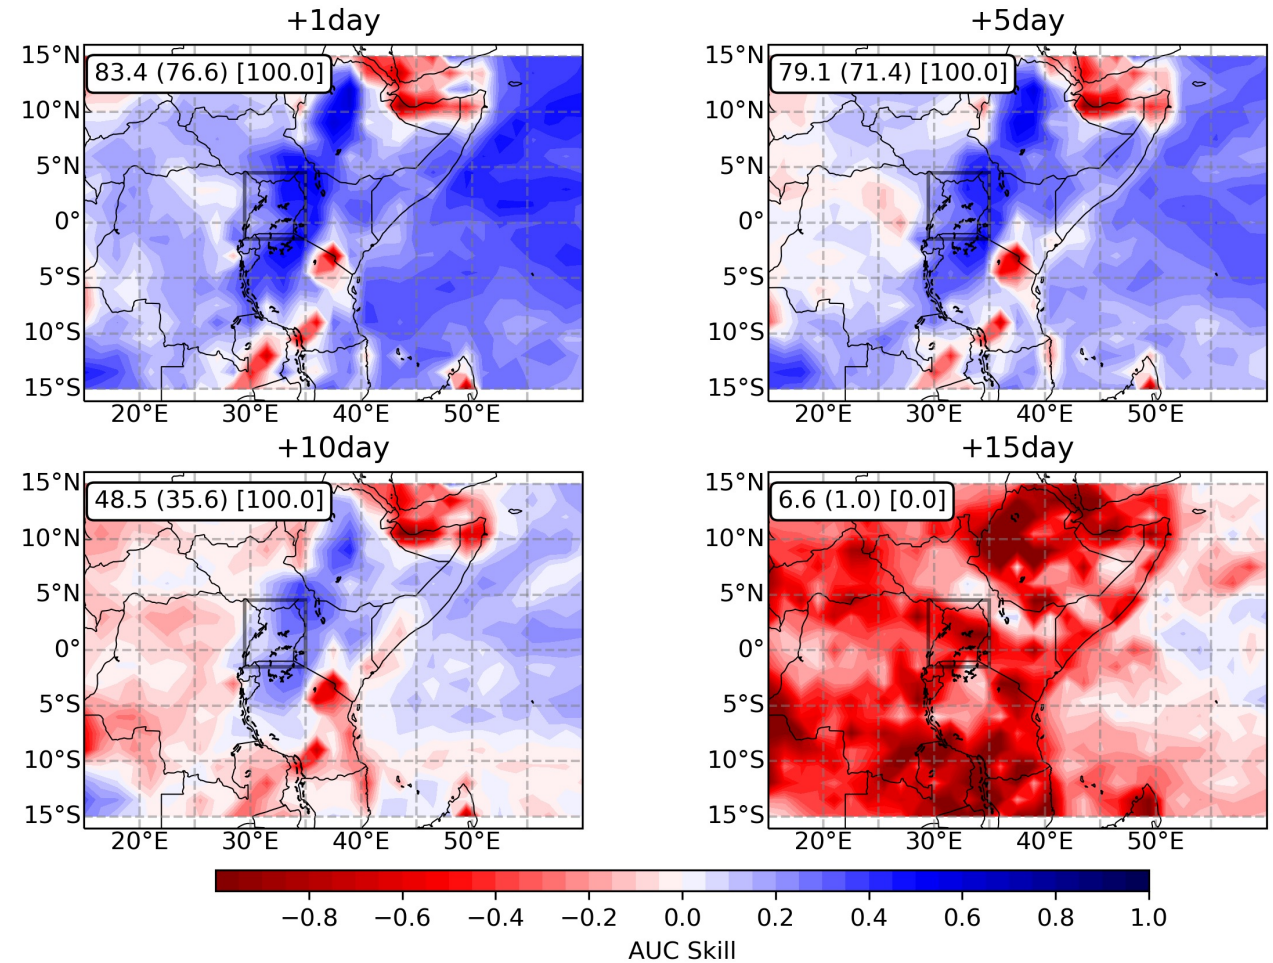 +1day
83.4 (76.6) [100.0]
15°N
10°N
5°N
0°
5°S
10°S
15°S
20°E 30°E 40°E 50°E
+5day
79.1 (71.4) [100.0]
15°N
10°N
5°N
0°
5°S
10°S
15°S
20°E 30°E 40°E 50°E
+10day
48.5 (35.6) [100.0]
15°N
10°N
5°N
0°
5°S
10°S
15°S
20°E 30°E 40°E 50°E
+15day
6.6 (1.0) [0.0]
15°N
10°N
5°N
0°
5°S
10°S
15°S
20°E 30°E 40°E 50°E
−0.8 −0.6 −0.4 −0.2 0.0 0.2 0.4 0.6 0.8 1.0
AUC Skill